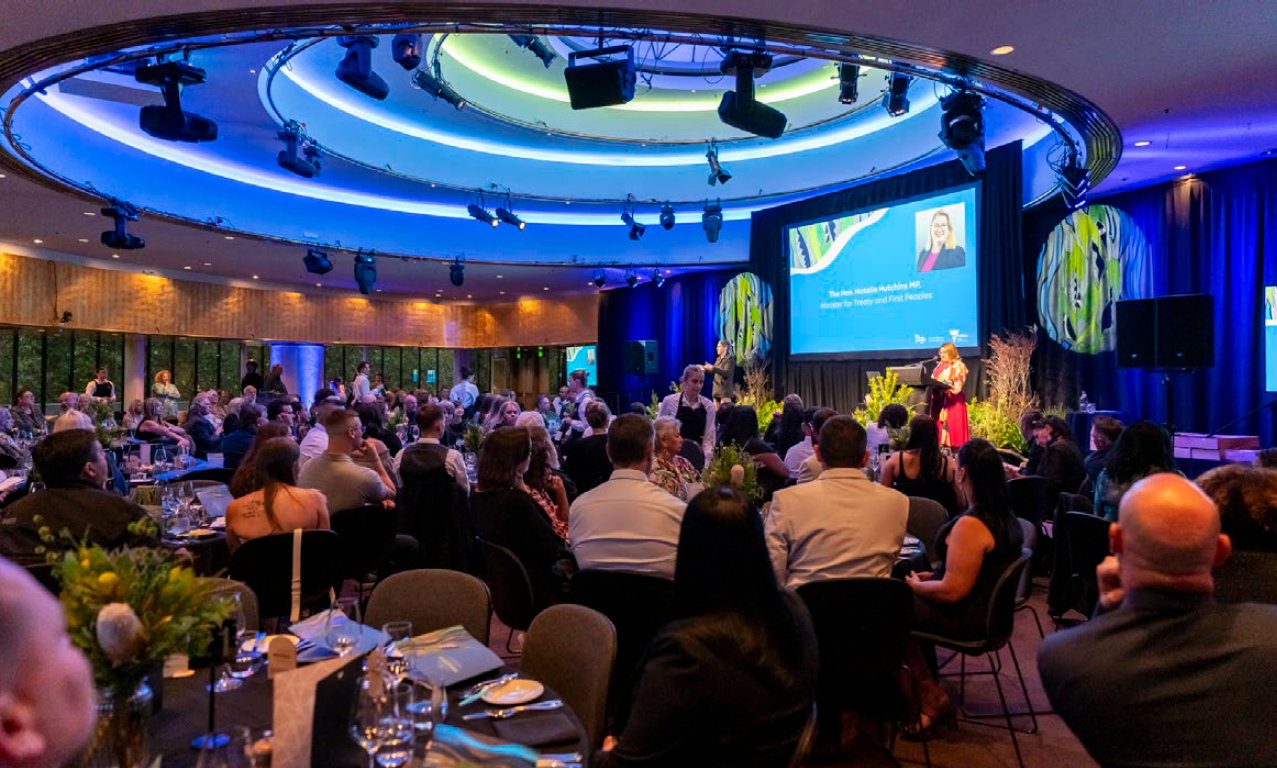 The Hon. Natalie Hutchins MP,
Minister for Treaty and First Peoples